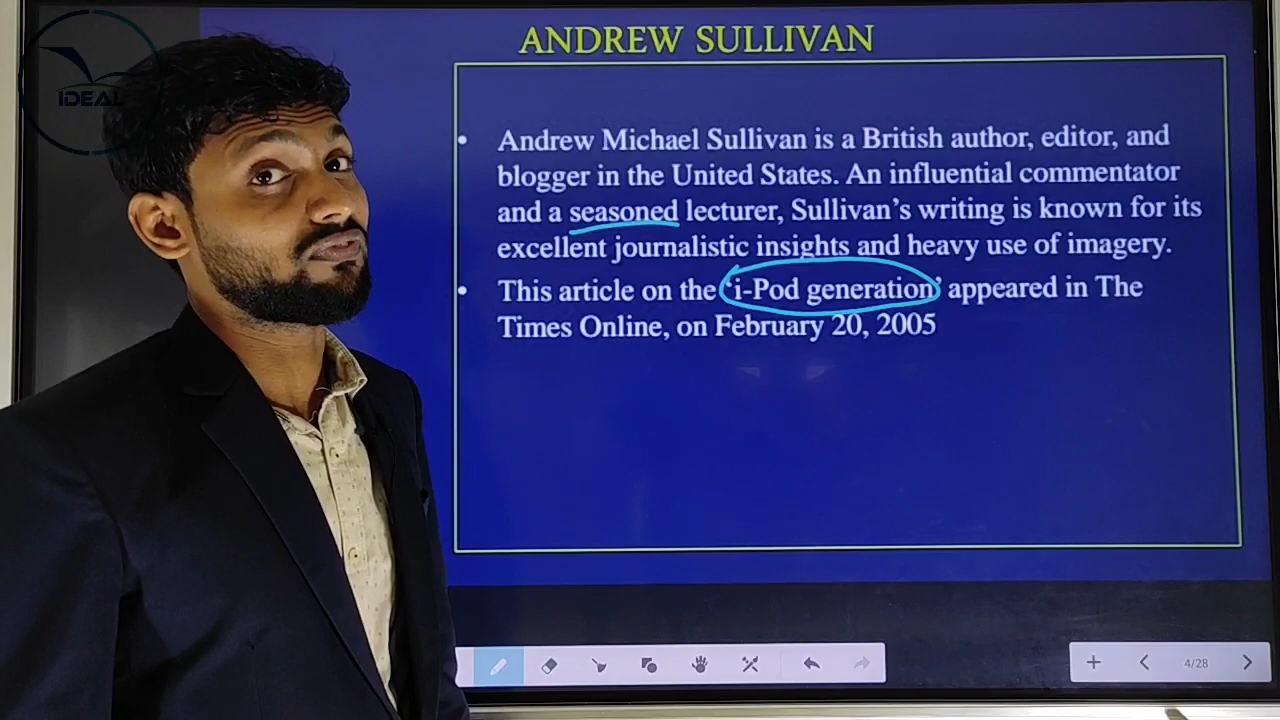 IDEAL
ANDREW SULLIVAN
• Andrew Michael Sullivan is a British author, editor, and
blogger in the United States. An influential commentator
and a seasoned lecturer, Sullivan's writing is known for its
excellent journalistic insights and heavy use of imagery.
• This article on the 'i-Pod generation' appeared in The
Times Online, on February 20, 2005
4/28